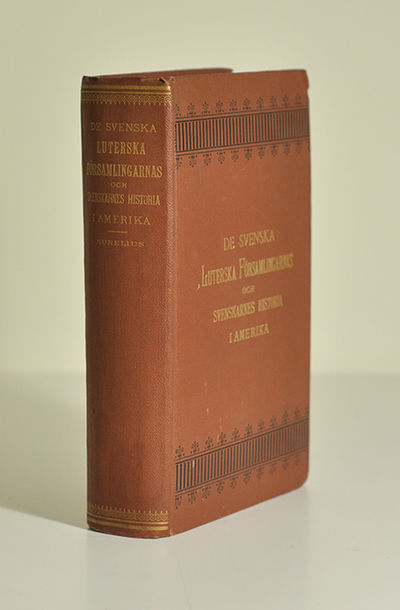 DE SVENSKA
LUTERSKA
FÖRSAMLINGARNAS
OCH
SVENSKARNES HISTORIA
I AMERIKA
NORELIUS
DE SVENSKA
LUTERSKA FÖRSAMLINGARNAS
OCH
SVENSKARNES HISTORIA
I AMERIKA